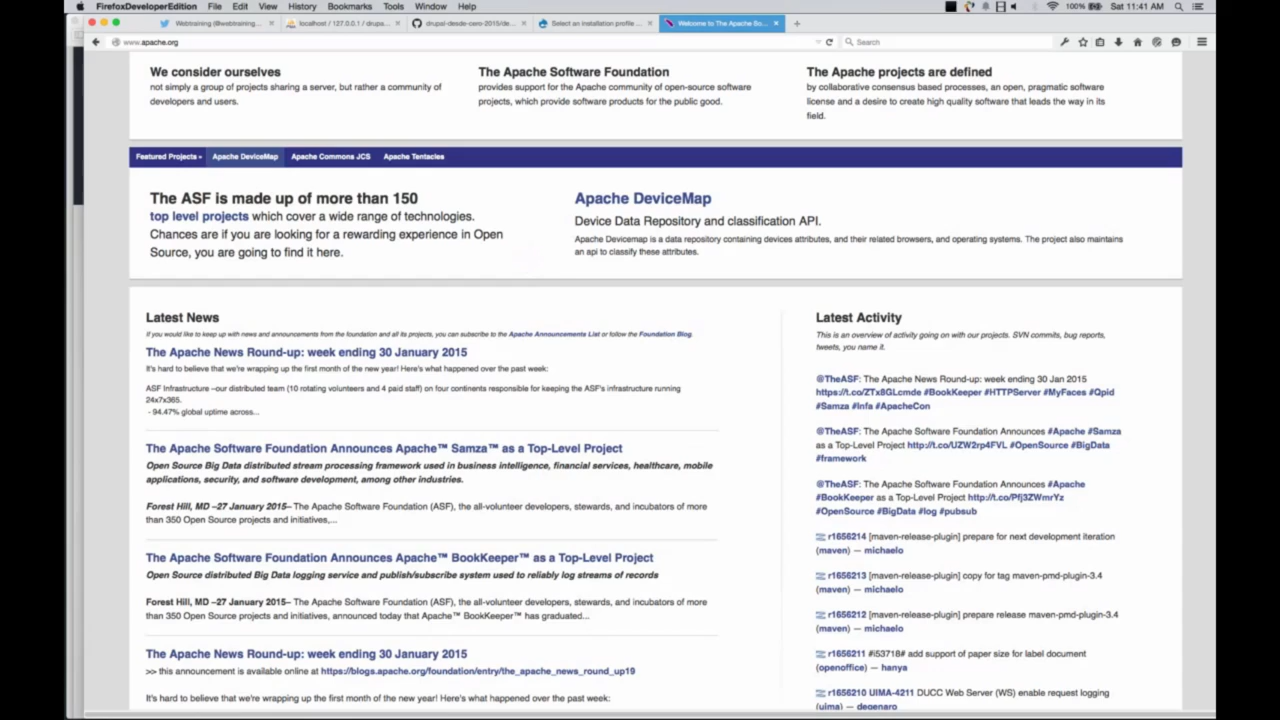 FirefoxDeveloperEdition File Edit View History Bookmarks Tools Window Help 100% Sat 11:41 AM
Webtraining (@webtraining... localhost / 127.0.0.1 / drupa... drupal-desde-cero-2015/de... Select an installation profile Welcome to The Apache So...
www.apache.org Search
We consider ourselves
not simply a group of projects sharing a server, but rather a community of
developers and users.
The Apache Software Foundation
provides support for the Apache community of open-source software
projects, which provide software products for the public good.
The Apache projects are defined
by collaborative consensus based processes, an open, pragmatic software
license and a desire to create high quality software that leads the way in its
field.
Featured Projects » Apache DeviceMap Apache Commons JCS Apache Tentacles
The ASF is made up of more than 150
top level projects which cover a wide range of technologies.
Chances are if you are looking for a rewarding experience in Open
Source, you are going to find it here.
Apache DeviceMap
Device Data Repository and classification API.
Apache Devicemap is a data repository containing devices attributes, and their related browsers, and operating systems. The project also maintains
an api to classify these attributes.
Latest News
If you would like to keep up with news and announcements from the foundation and all its projects, you can subscribe to the Apache Announcements List or follow the Foundation Blog.
The Apache News Round-up: week ending 30 January 2015
It's hard to believe that we're wrapping up the first month of the new year! Here's what happened over the past week:
ASF Infrastructure –our distributed team (10 rotating volunteers and 4 paid staff) on four continents responsible for keeping the ASF's infrastructure running
24x7x365.
- 94.47% global uptime across...
The Apache Software Foundation Announces Apache™ Samza™ as a Top-Level Project
Open Source Big Data distributed stream processing framework used in business intelligence, financial services, healthcare, mobile
applications, security, and software development, among other industries.
Forest Hill, MD –27 January 2015– The Apache Software Foundation (ASF), the all-volunteer developers, stewards, and incubators of more
than 350 Open Source projects and initiatives,...
The Apache Software Foundation Announces Apache™ BookKeeper™ as a Top-Level Project
Open Source distributed Big Data logging service and publish/subscribe system used to reliably log streams of records
Forest Hill, MD –27 January 2015– The Apache Software Foundation (ASF), the all-volunteer developers, stewards, and incubators of more
than 350 Open Source projects and initiatives, announced today that Apache™ BookKeeper™ has graduated...
The Apache News Round-up: week ending 30 January 2015
>> this announcement is available online at https://blogs.apache.org/foundation/entry/the_apache_news_round_up19
It's hard to believe that we're wrapping up the first month of the new year! Here's what happened over the past week:
Latest Activity
This is an overview of activity going on with our projects. SVN commits, bug reports,
tweets, you name it.
@TheASF: The Apache News Round-up: week ending 30 Jan 2015
https://t.co/ZTx8GLcmde #BookKeeper #HTTPServer #MyFaces #Qpid
#Samza #Infa #ApacheCon
@TheASF: The Apache Software Foundation Announces #Apache #Samza
as a Top-Level Project http://t.co/UZW2rp4FVL #OpenSource #BigData
#framework
@TheASF: The Apache Software Foundation Announces #Apache
#BookKeeper as a Top-Level Project http://t.co/Pfj3ZWmrYz
#OpenSource #BigData #log #pubsub
r1656214 [maven-release-plugin] prepare for next development iteration
(maven) — michaelo
r1656213 [maven-release-plugin] copy for tag maven-pmd-plugin-3.4
(maven) — michaelo
r1656212 [maven-release-plugin] prepare release maven-pmd-plugin-3.4
(maven) — michaelo
r1656211 #i53718# add support of paper size for label document
(openoffice) — hanya
r1656210 UIMA-4211 DUCC Web Server (WS) enable request logging
(uima) — degenaro